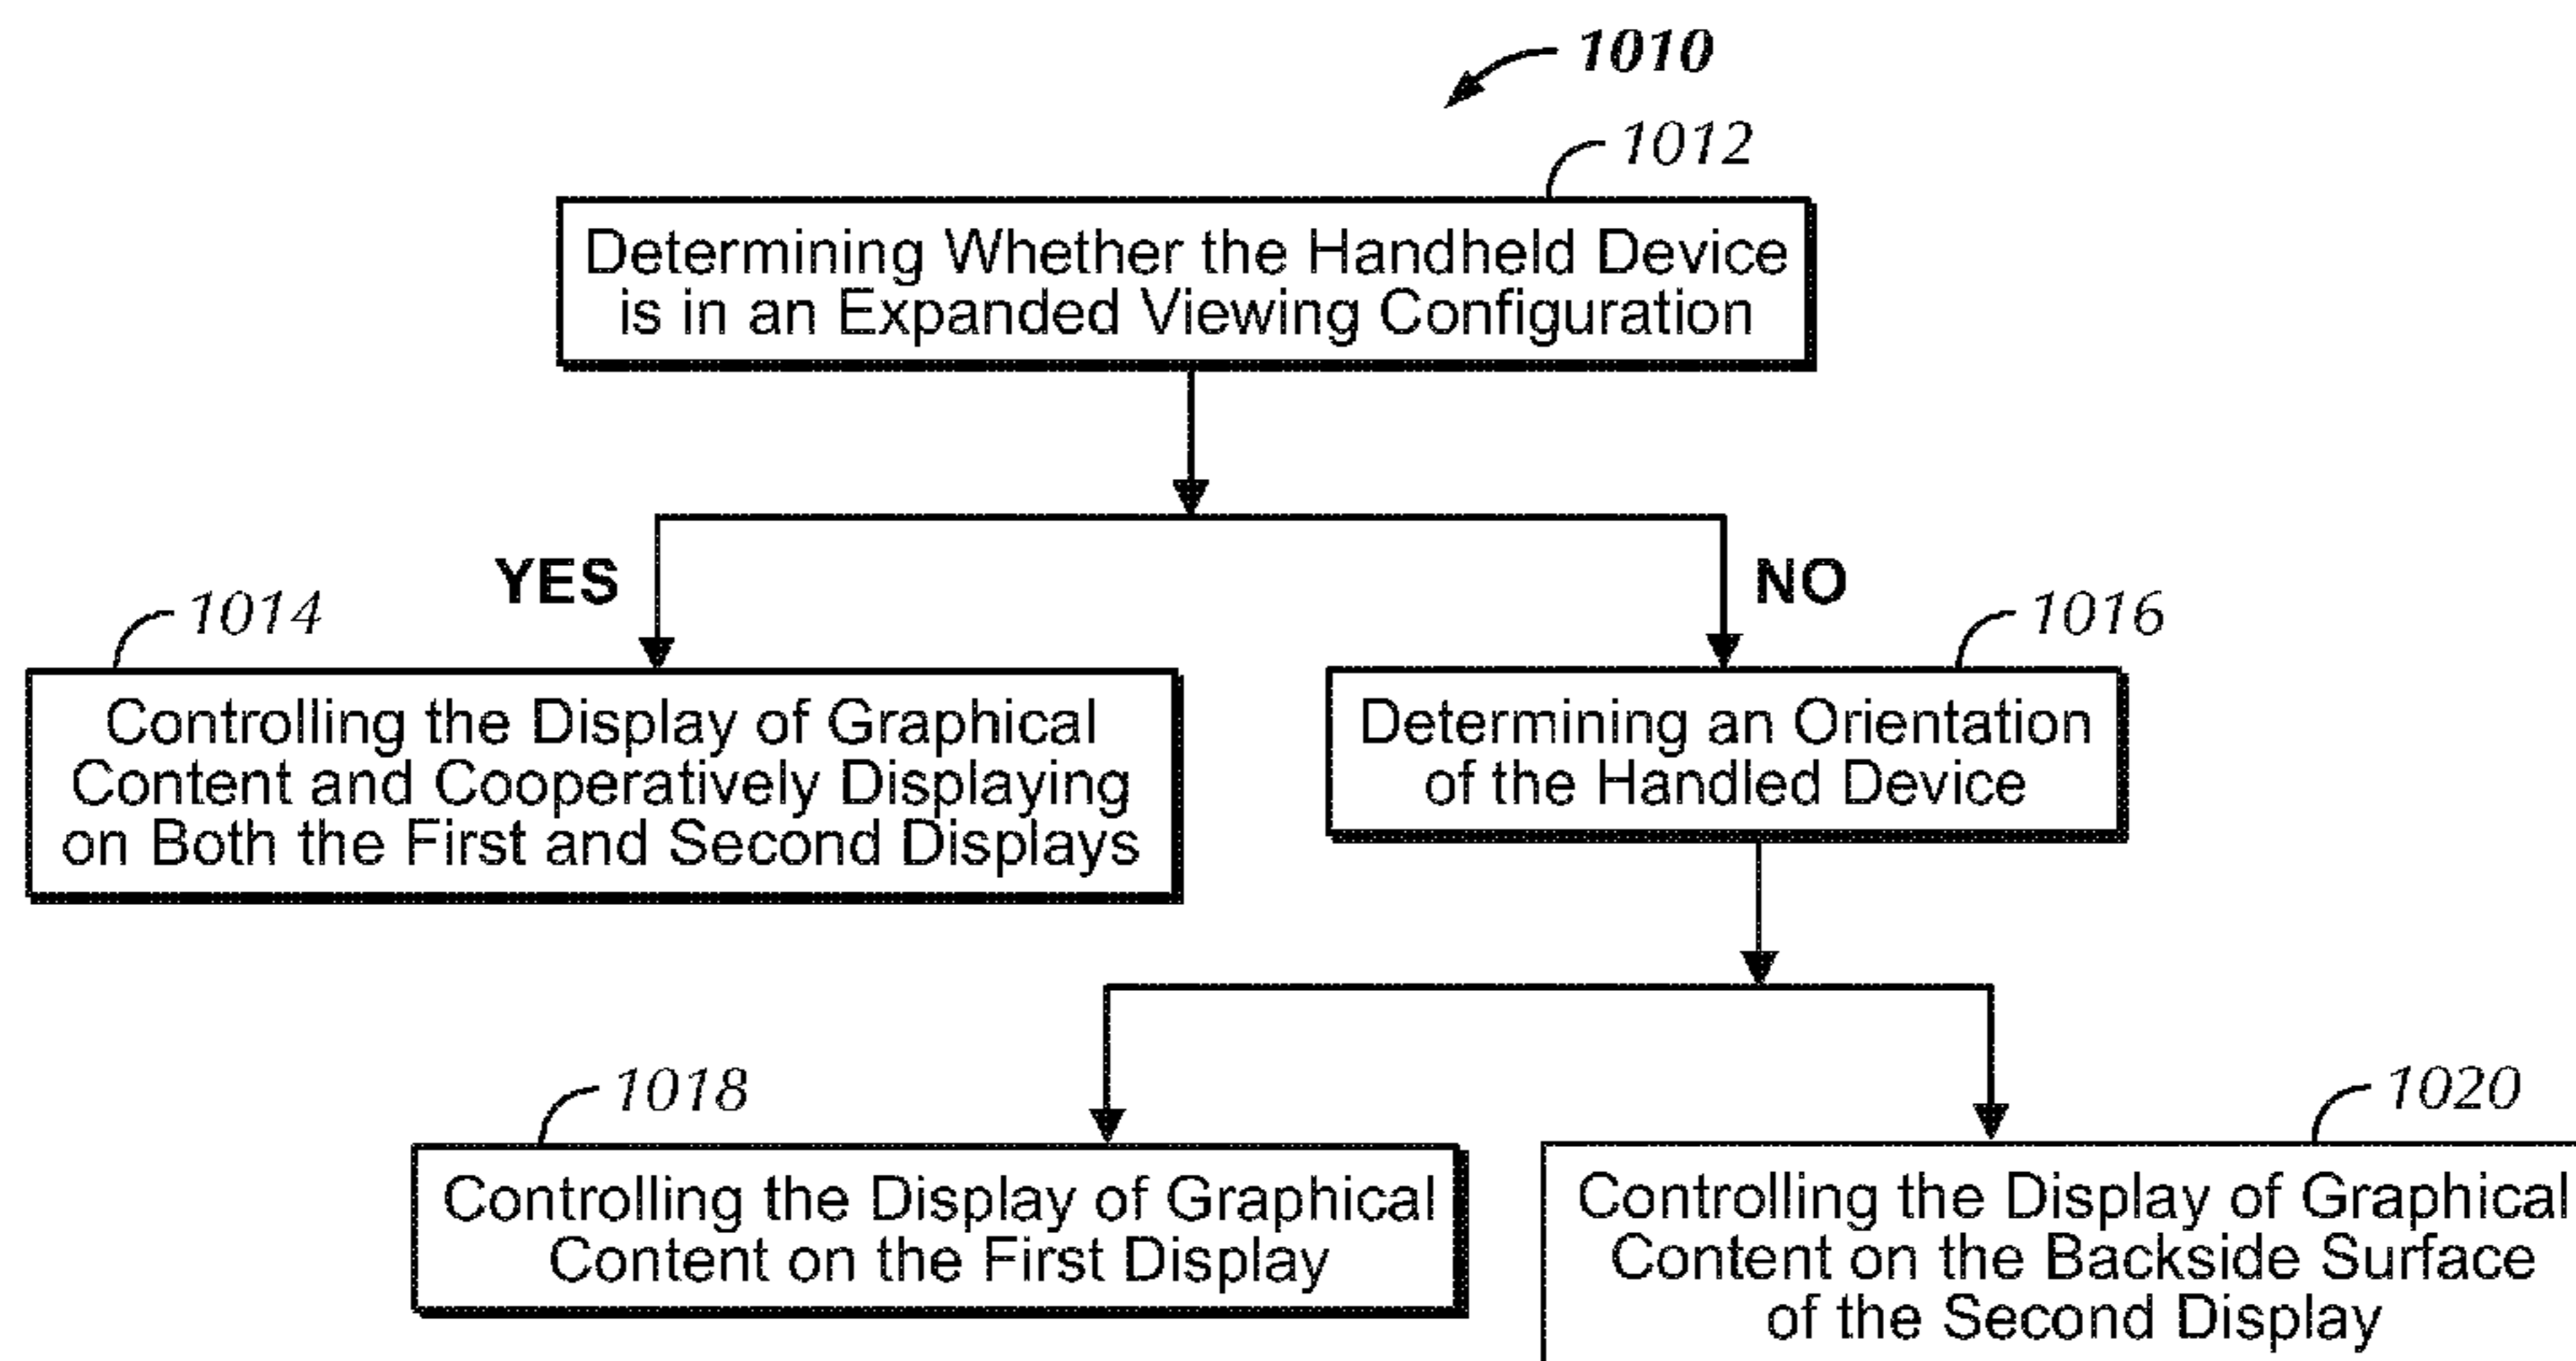 1010
1012
Determining Whether the Handheld Device
is in an Expanded Viewing Configuration
YES
NO
1014
1016
Controlling the Display of Graphical
Content and Cooperatively Displaying
on Both the First and Second Displays
Determining an Orientation
of the Handled Device
1018
1020
Controlling the Display of Graphical
Content on the First Display
Controlling the Display of Graphical
Content on the Backside Surface
of the Second Display